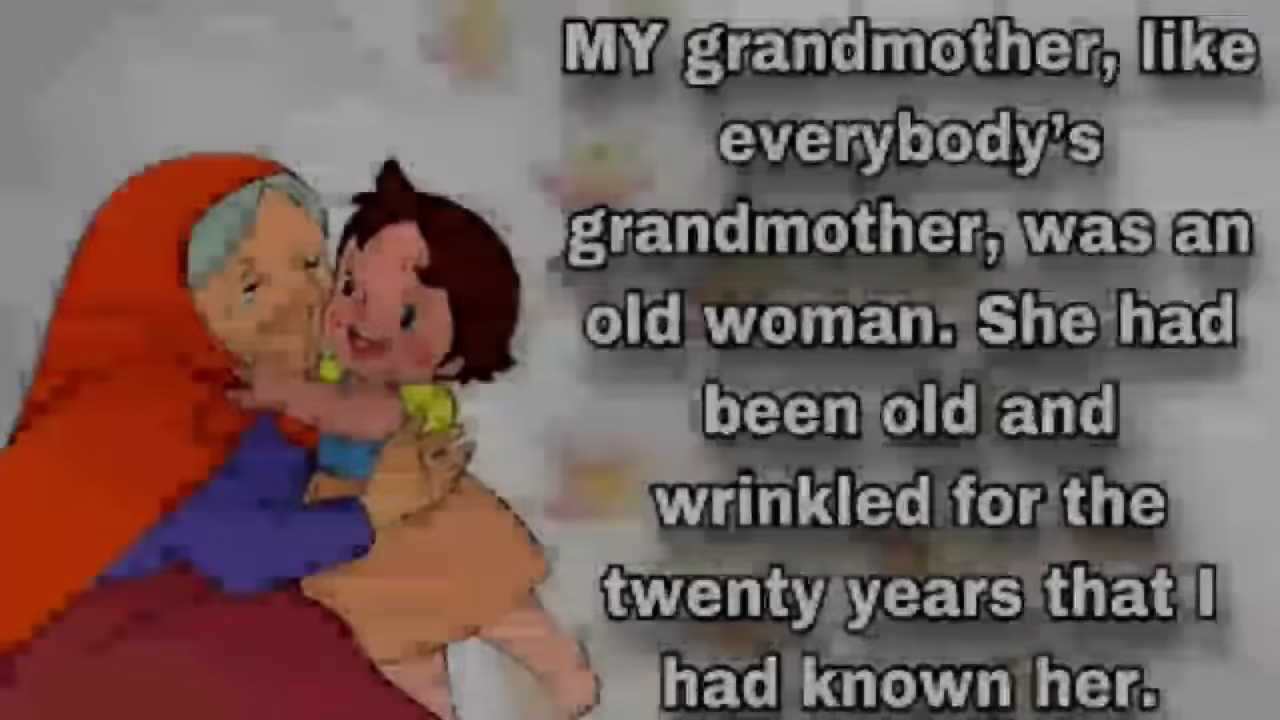 MY grandmother, like
everybody’s
grandmother, was an
old woman. She had
been old and
wrinkled for the
twenty years that I
had known her.